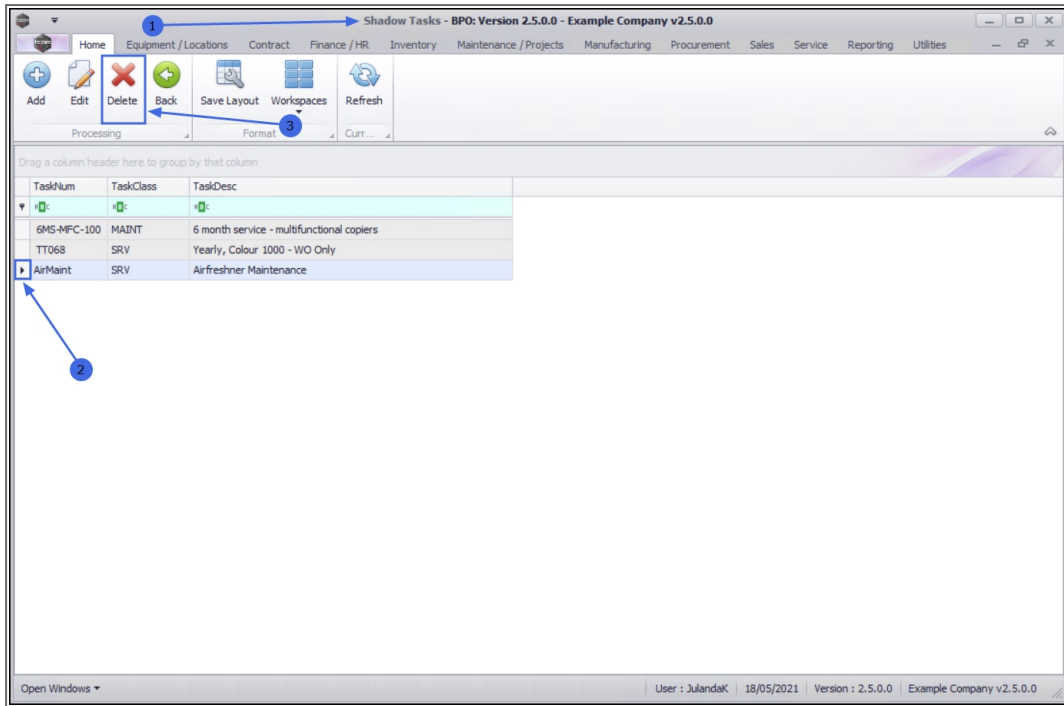 1
Shadow Tasks - BPO: Version 2.5.0.0 - Example Company v2.5.0.0
Home Equipment / Locations Contract Finance / HR Inventory Maintenance / Projects Manufacturing Procurement Sales Service Reporting Utilities
Add Edit Delete Back Save Layout Workspaces Refresh
3
Processing Format Curr...
Drag a column header here to group by that column
TaskNum TaskClass TaskDesc
6MS-MFC-100 MAINT 6 month service - multifunctional copiers
TT068 SRV Yearly, Colour 1000 - WO Only
AirMaint SRV Airfreshner Maintenance
2
Open Windows User : JulandaK 18/05/2021 Version : 2.5.0.0 Example Company v2.5.0.0